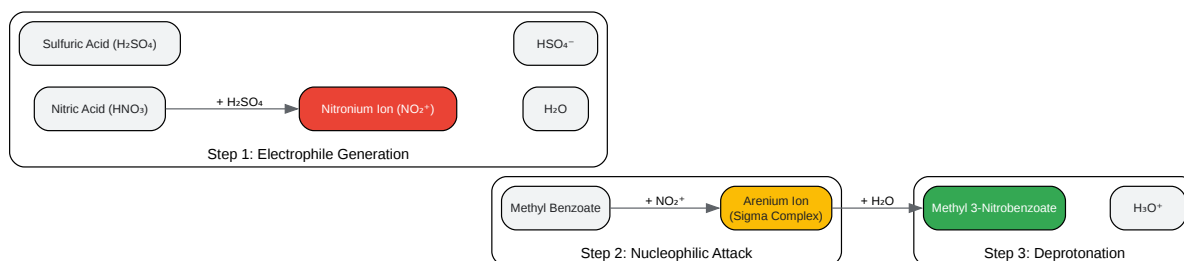 Sulfuric Acid (H₂SO₄)
HSO₄⁻
Nitric Acid (HNO₃)
+ H₂SO₄
Nitronium Ion (NO₂⁺)
H₂O
Step 1: Electrophile Generation
Methyl Benzoate
+ NO₂⁺
Arenium Ion
(Sigma Complex)
+ H₂O
Methyl 3-Nitrobenzoate
H₃O⁺
Step 2: Nucleophilic Attack
Step 3: Deprotonation